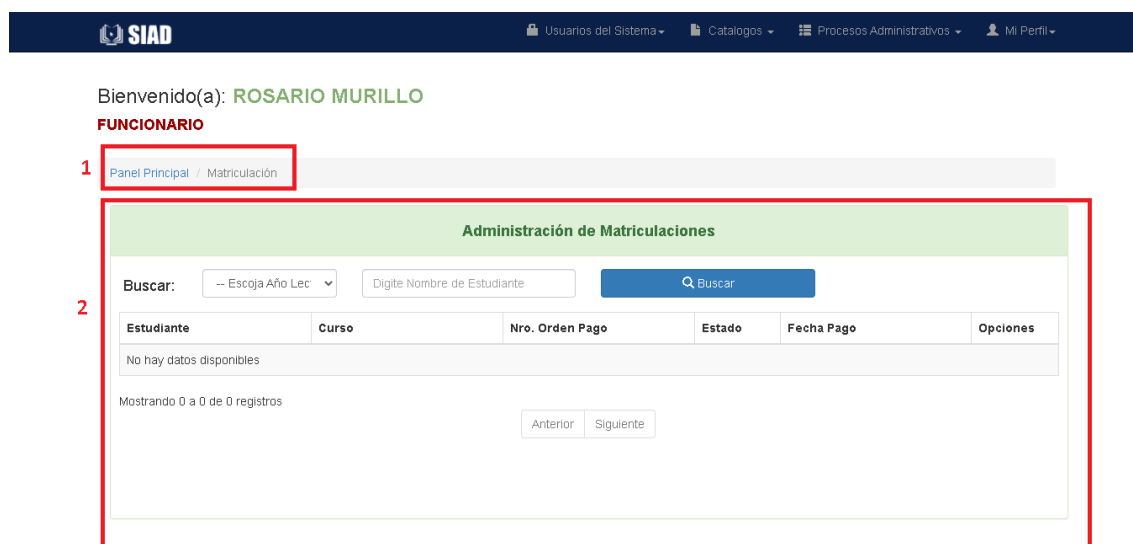 SIAD Usuarios del Sistema Catalogos Procesos Administrativos Mi Perfil
Bienvenido(a): ROSARIO MURILLO
FUNCIONARIO
1 Panel Principal / Matriculación
Administración de Matriculaciones
Buscar: -- Escoja Año Lec Digite Nombre de Estudiante Buscar
2
Estudiante Curso Nro. Orden Pago Estado Fecha Pago Opciones
No hay datos disponibles
Mostrando 0 a 0 de 0 registros
Anterior Siguiente